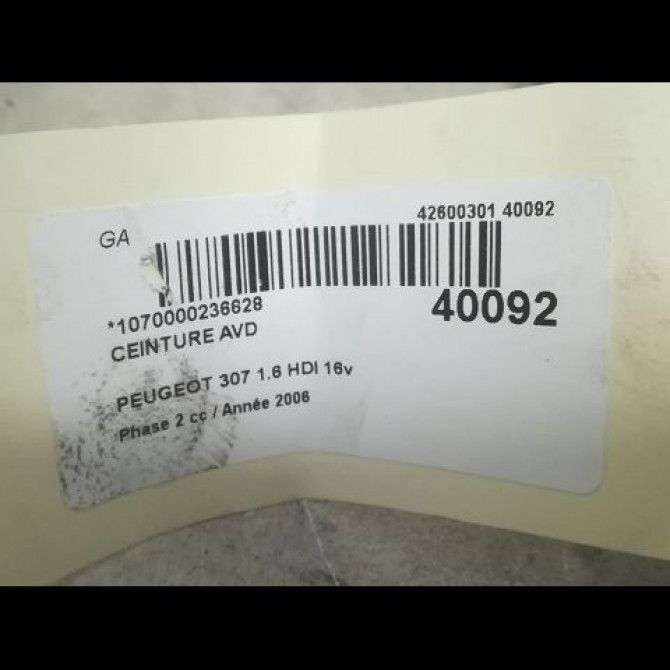 GA
42600301 40092
*1070000236628
40092
CEINTURE AVD
PEUGEOT 307 1.6 HDI 16v
Phase 2 cc / Année 2006